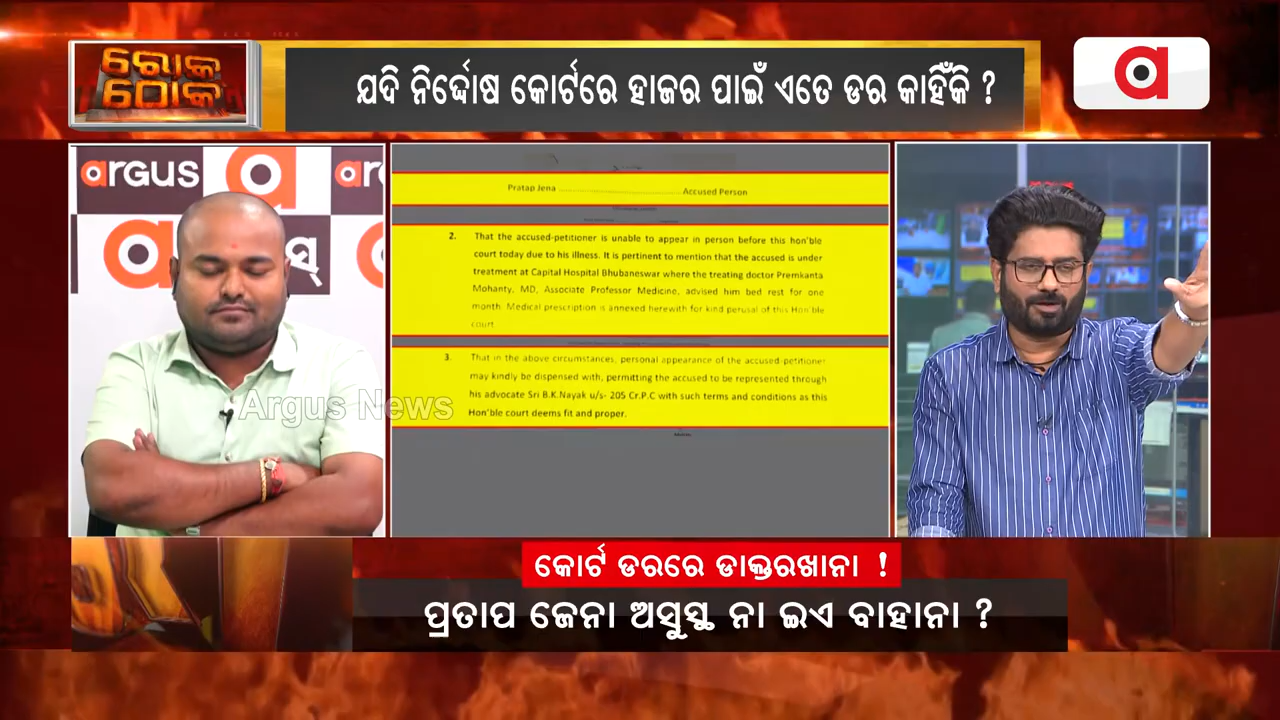 ରୋକ
ଠୋକ
ଯଦି ନିର୍ଦ୍ଦୋଷ କୋର୍ଟରେ ହାଜର ପାଇଁ ଏତେ ଡର କାହିଁକି ?
a
argus
a
ar
a
ସ୍
Pratap Jena ........................................ Accused Person
2. That the accused-petitioner is unable to appear in person before this hon'ble
court today due to his illness. It is pertinent to mention that the accused is under
treatment at Capital Hospital Bhubaneswar where the treating doctor Premkanta
Mohanty, MD, Associate Professor Medicine, advised him bed rest for one
month. Medical prescription is annexed herewith for kind perusal of this Hon'ble
court
3. That in the above circumstances, personal appearance of the accused-petitioner
may kindly be dispensed with, permitting the accused to be represented through
his advocate Sri B.K.Nayak u/s- 205 Cr.P.C with such terms and conditions as this
Hon'ble court deems fit and proper.
Argus News
କୋର୍ଟ ଡରରେ ଡାକ୍ତରଖାନା !
ପ୍ରତାପ ଜେନା ଅସୁସ୍ଥ ନା ଇଏ ବାହାନା ?